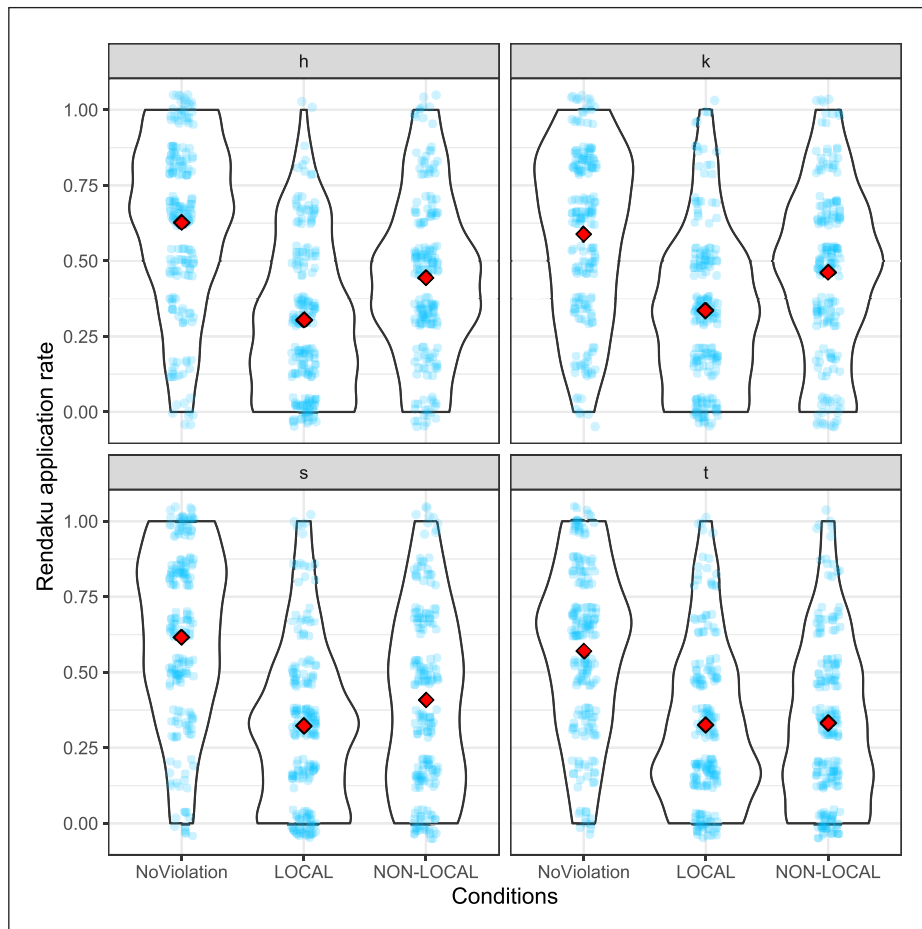 h
k
1.00
0.75
0.50
0.25
0.00
s
t
1.00
0.75
0.50
0.25
0.00
Rendaku application rate
NoViolation LOCAL NON-LOCAL NoViolation LOCAL NON-LOCAL
Conditions